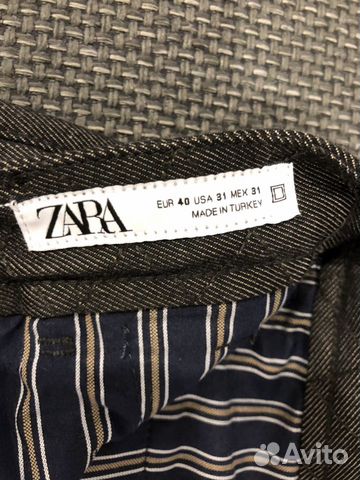 ZARA
EUR 40 USA 31 MEX 31
MADE IN TURKEY
Avito